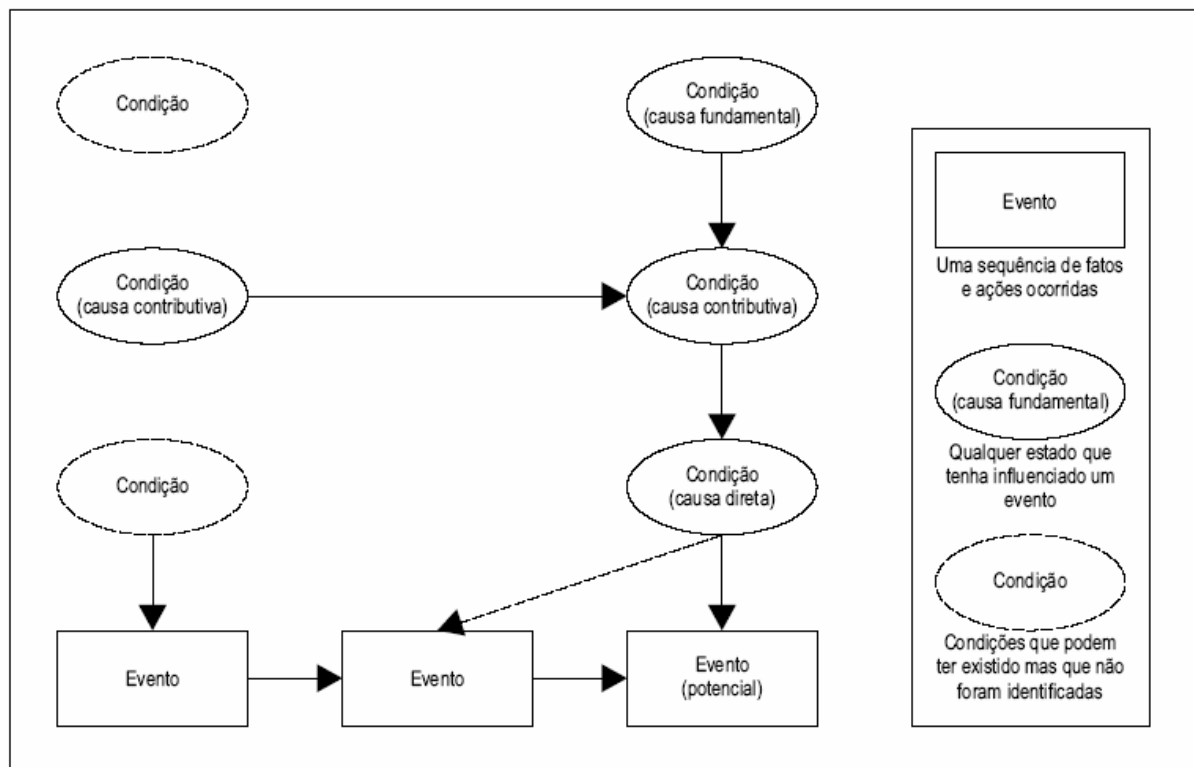 Condição
Condição
(causa fundamental)
Condição
(causa contributiva)
Condição
(causa contributiva)
Condição
Condição
(causa direta)
Evento
Evento
Evento
(potencial)
Evento
Uma sequência de fatos
e ações ocorridas
Condição
(causa fundamental)
Qualquer estado que
tenha influenciado um
evento
Condição
Condições que podem
ter existido mas que não
foram identificadas